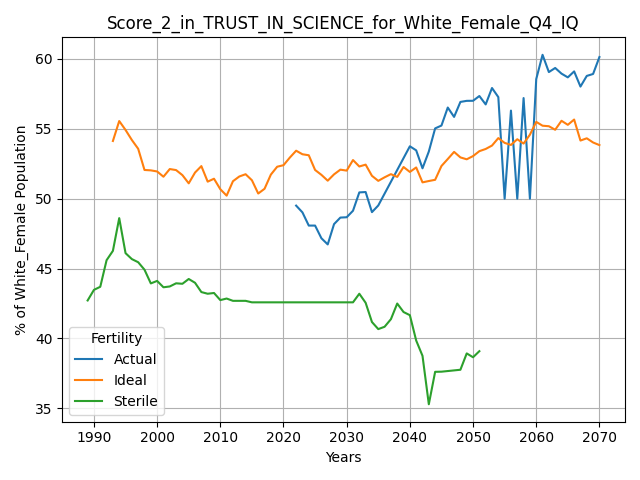 Score_2_in_TRUST_IN_SCIENCE_for_White_Female_Q4_IQ
% of White_Female Population
60
55
50
45
40
35
Fertility
Actual
Ideal
Sterile
1990 2000 2010 2020 2030 2040 2050 2060 2070
Years